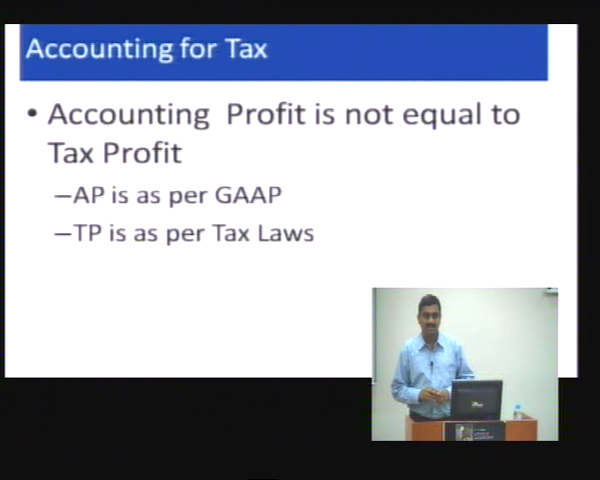 Accounting for Tax
• Accounting Profit is not equal to
Tax Profit
–AP is as per GAAP
–TP is as per Tax Laws